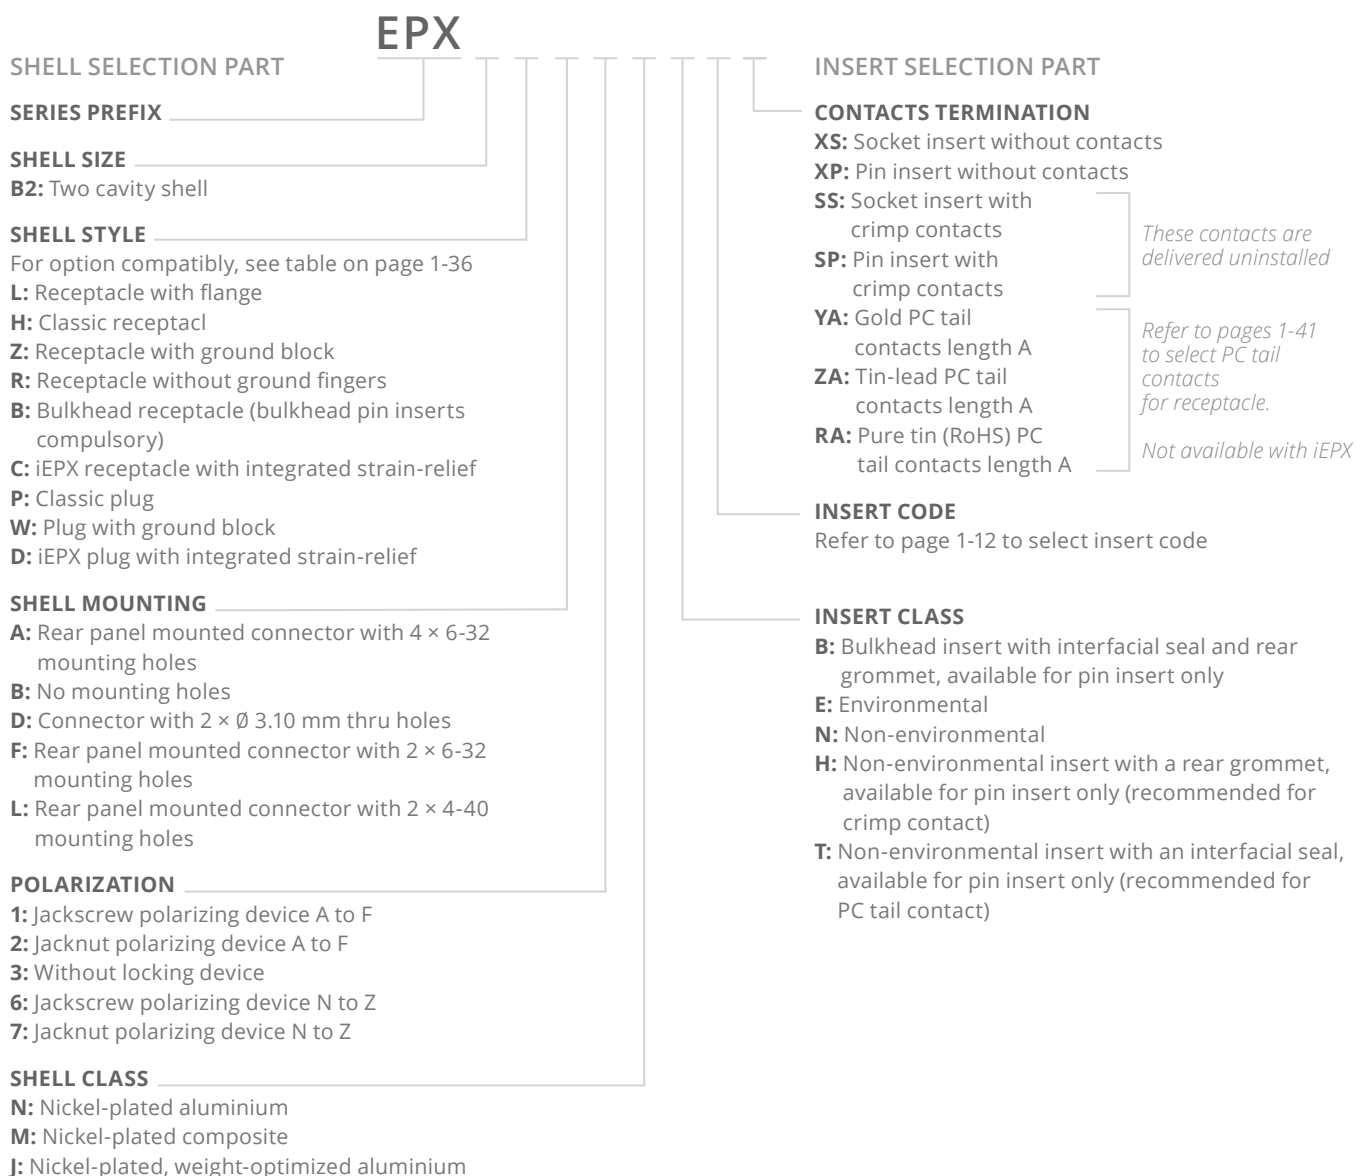 EPX
SHELL SELECTION PART
SERIES PREFIX
SHELL SIZE
B2: Two cavity shell
SHELL STYLE
For option compatibly, see table on page 1-36
L: Receptacle with flange
H: Classic receptacl
Z: Receptacle with ground block
R: Receptacle without ground fingers
B: Bulkhead receptacle (bulkhead pin inserts
compulsory)
C: iEPX receptacle with integrated strain-relief
P: Classic plug
W: Plug with ground block
D: iEPX plug with integrated strain-relief
SHELL MOUNTING
A: Rear panel mounted connector with 4 × 6-32
mounting holes
B: No mounting holes
D: Connector with 2 × Ø 3.10 mm thru holes
F: Rear panel mounted connector with 2 × 6-32
mounting holes
L: Rear panel mounted connector with 2 × 4-40
mounting holes
POLARIZATION
1: Jackscrew polarizing device A to F
2: Jacknut polarizing device A to F
3: Without locking device
6: Jackscrew polarizing device N to Z
7: Jacknut polarizing device N to Z
SHELL CLASS
N: Nickel-plated aluminium
M: Nickel-plated composite
J: Nickel-plated, weight-optimized aluminium
INSERT SELECTION PART
CONTACTS TERMINATION
XS: Socket insert without contacts
XP: Pin insert without contacts
SS: Socket insert with
crimp contacts
SP: Pin insert with
crimp contacts
These contacts are
delivered uninstalled
YA: Gold PC tail
contacts length A
ZA: Tin-lead PC tail
contacts length A
RA: Pure tin (RoHS) PC
tail contacts length A
Refer to pages 1-41
to select PC tail
contacts
for receptacle.
Not available with iEPX
INSERT CODE
Refer to page 1-12 to select insert code
INSERT CLASS
B: Bulkhead insert with interfacial seal and rear
grommet, available for pin insert only
E: Environmental
N: Non-environmental
H: Non-environmental insert with a rear grommet,
available for pin insert only (recommended for
crimp contact)
T: Non-environmental insert with an interfacial seal,
available for pin insert only (recommended for
PC tail contact)